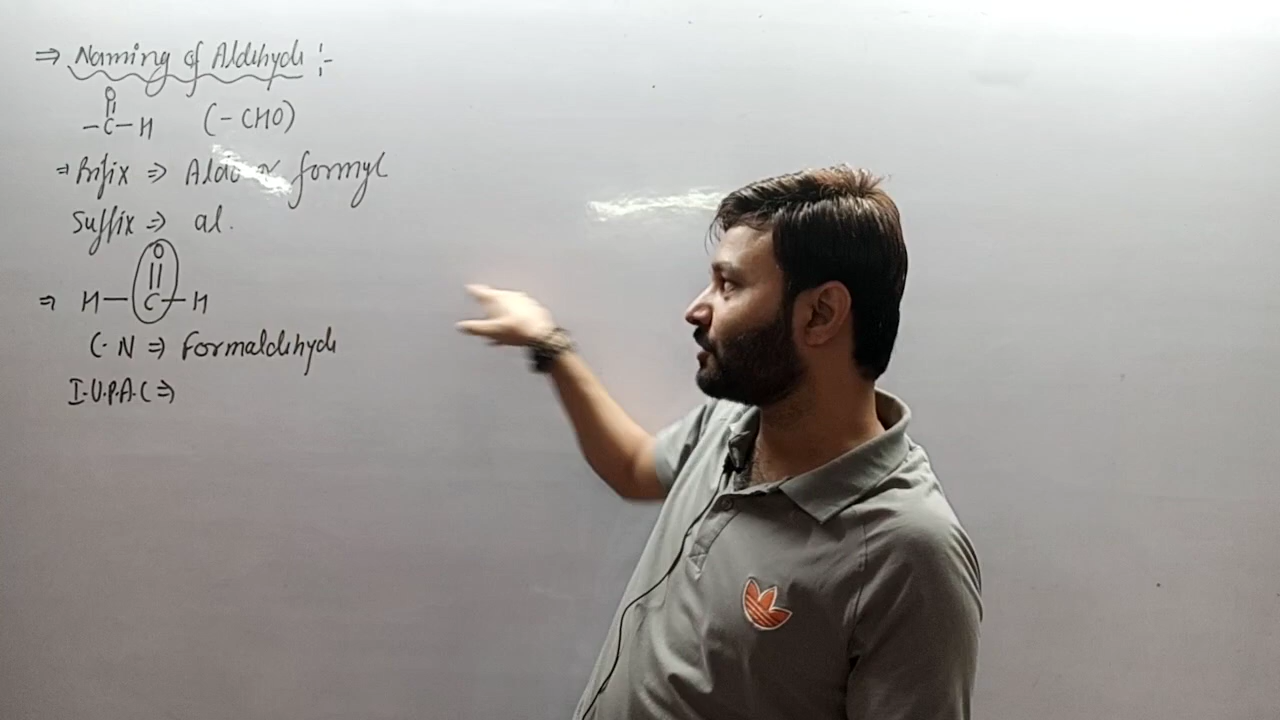 ⇒ Naming of Aldehyde :-
O
-C-H (-CHO)
⇒ Prefix ⇒ Aldo or formyl
Suffix ⇒ al.
O
⇒ H-C-H
C.N ⇒ Formaldehyde
I.U.P.A.C ⇒